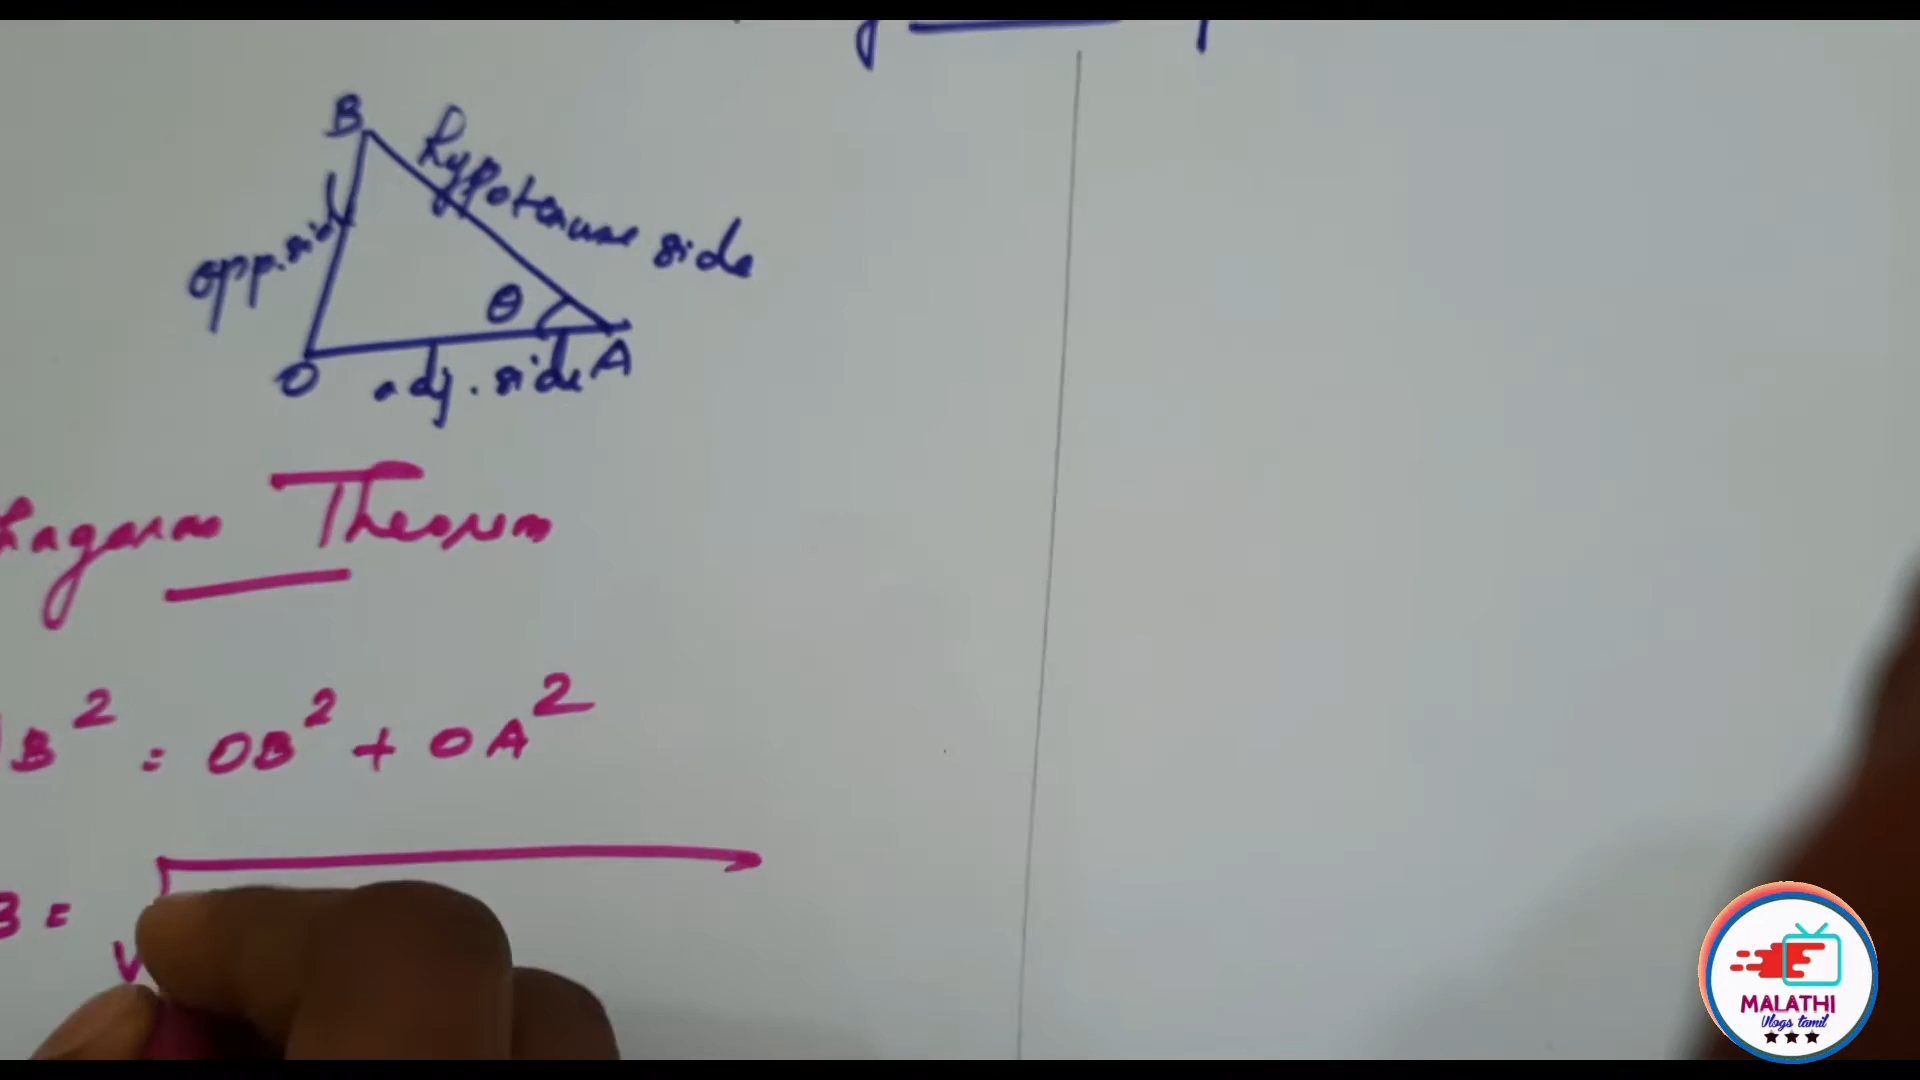 B
hypotenuse side
opp. side
θ
O
adj. side A
Theorem
B² = OB² + OA²
B =
MALATHI
Vlogs tamil